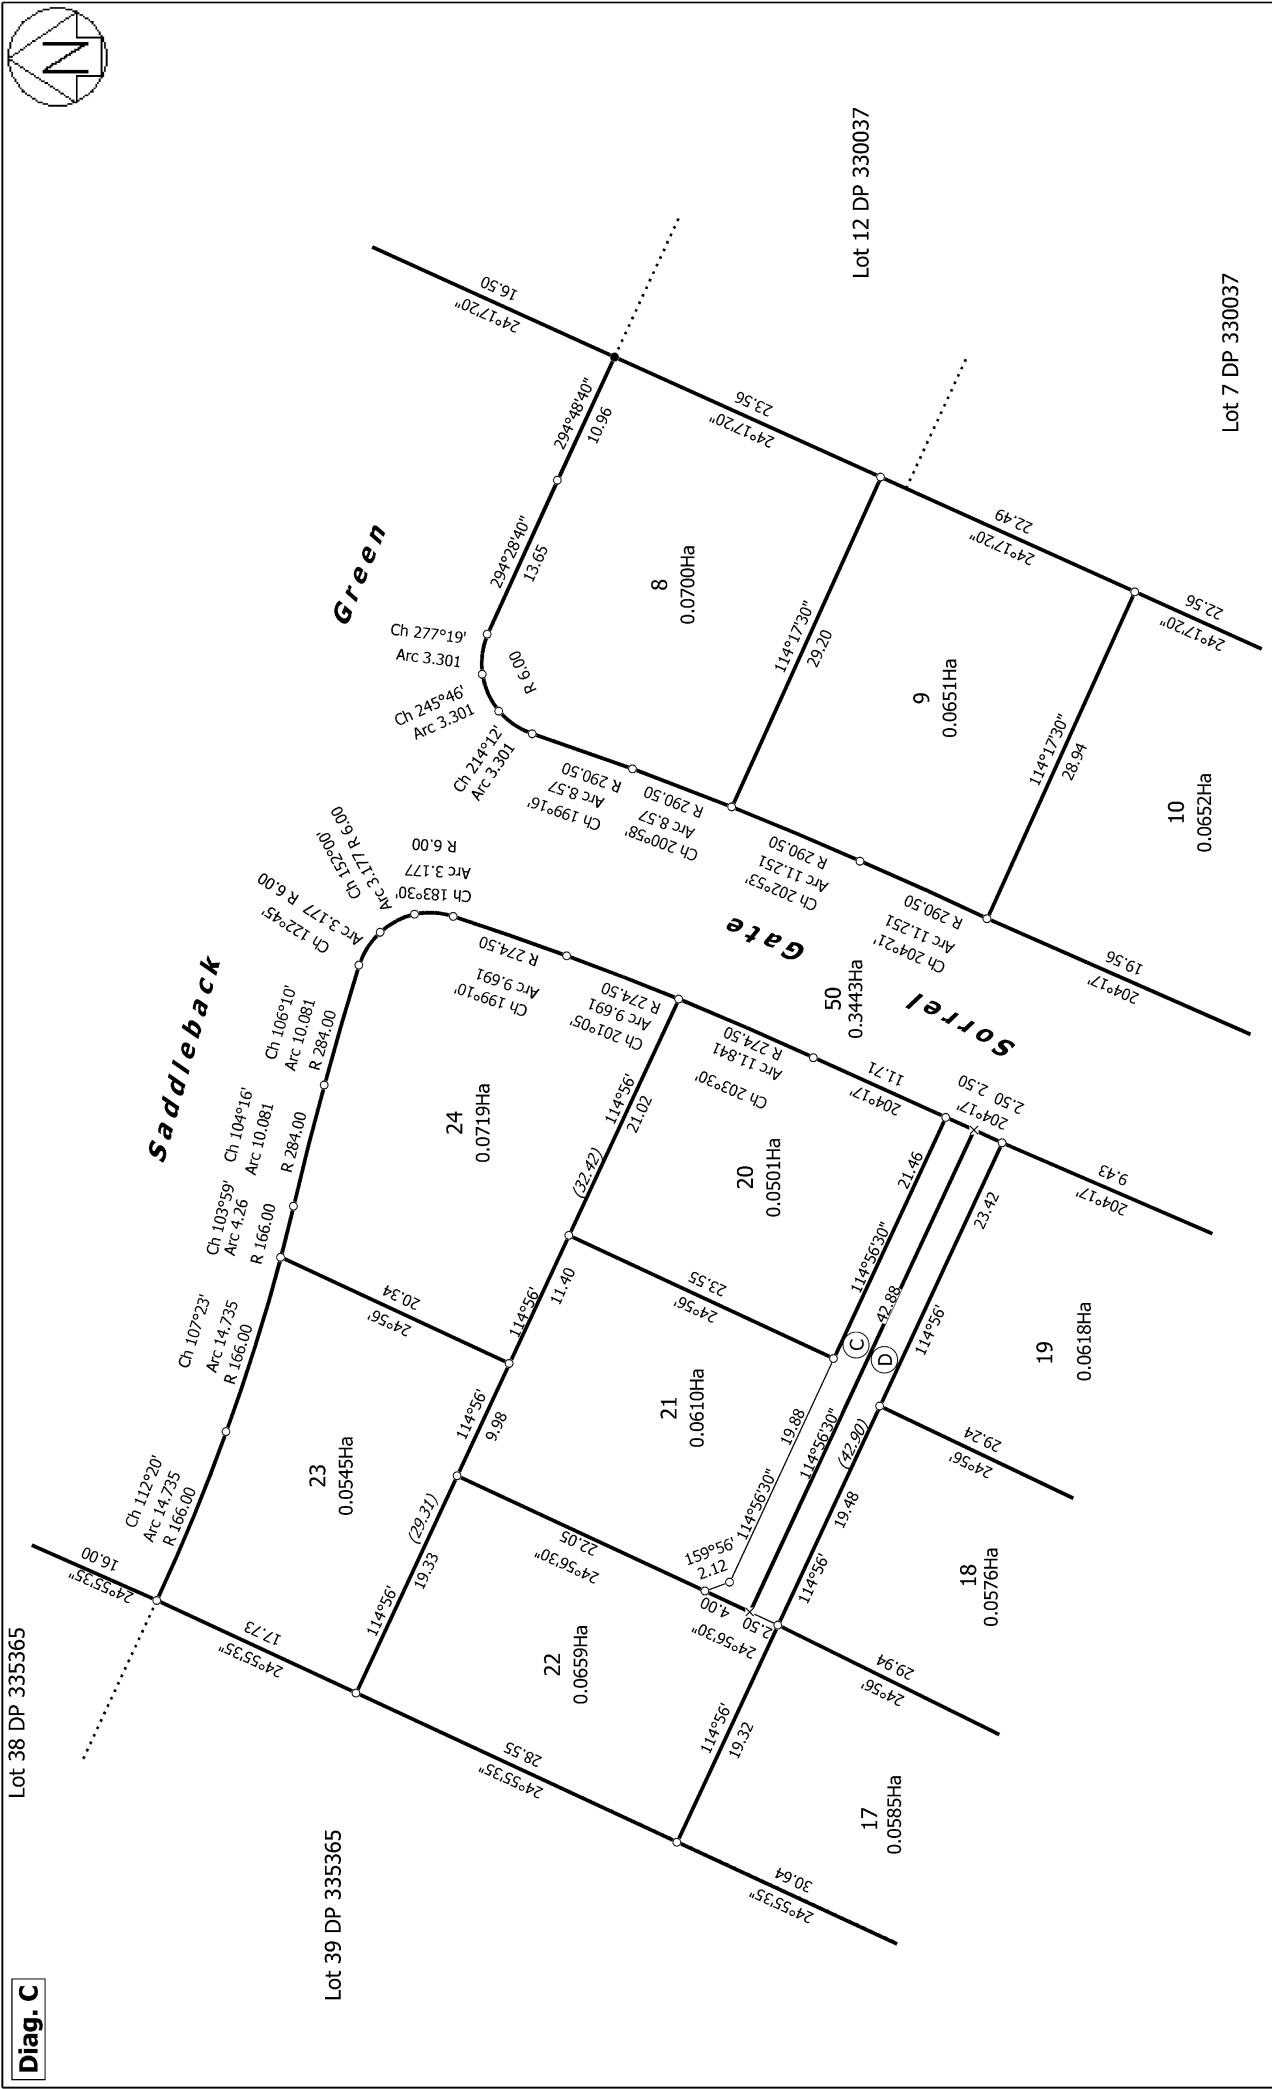 Diag. C
N
Lot 38 DP 335365
Lot 39 DP 335365
Lot 12 DP 330037
Lot 7 DP 330037
Saddleback
Green
Sorrel
Gate
24°55'35"
16.00
Ch 112°20'
Arc 14.735
R 166.00
Ch 107°23'
Arc 14.735
R 166.00
Ch 103°59'
Arc 4.26
R 166.00
Ch 104°16'
Arc 10.081
R 284.00
Ch 106°10'
Arc 10.081
R 284.00
Ch 122°45'
Arc 3.177 R 6.00
Ch 152°00'
Arc 3.177 R 6.00
Ch 183°30'
Arc 3.177
R 6.00
Ch 199°10'
Arc 9.691
R 274.50
Ch 201°05'
Arc 9.691
R 274.50
Ch 203°30'
Arc 11.841
R 274.50
204°17'
11.71
204°17'
2.50 2.50
204°17'
9.43
24°55'35"
17.73
24°55'35"
28.55
24°55'35"
30.64
23
0.0545Ha
24
0.0719Ha
24°56'
20.34
114°56'
19.33
(29.31)
114°56'
9.98
114°56'
11.40
(32.42)
114°56'
21.02
22
0.0659Ha
24°56'30"
22.05
21
0.0610Ha
24°56'
23.55
20
0.0501Ha
159°56'
2.12
4.00
24°56'30"
2.50
114°56'30"
19.88
114°56'30"
21.46
114°56'30"
42.88
C
D
114°56'
19.32
114°56'
19.48
(42.90)
114°56'
23.42
24°56'
29.94
24°56'
29.24
17
0.0585Ha
18
0.0576Ha
19
0.0618Ha
50
0.3443Ha
Ch 277°19'
Arc 3.301
Ch 245°46'
Arc 3.301
Ch 214°12'
Arc 3.301
R 6.00
Ch 199°16'
Arc 8.57
R 290.50
Ch 200°58'
Arc 8.57
R 290.50
Ch 202°53'
Arc 11.251
R 290.50
Ch 204°21'
Arc 11.251
R 290.50
204°17'
19.56
294°28'40"
13.65
294°48'40"
10.96
24°17'20"
16.50
24°17'20"
23.56
24°17'20"
22.49
24°17'20"
22.56
8
0.0700Ha
114°17'30"
29.20
9
0.0651Ha
114°17'30"
28.94
10
0.0652Ha